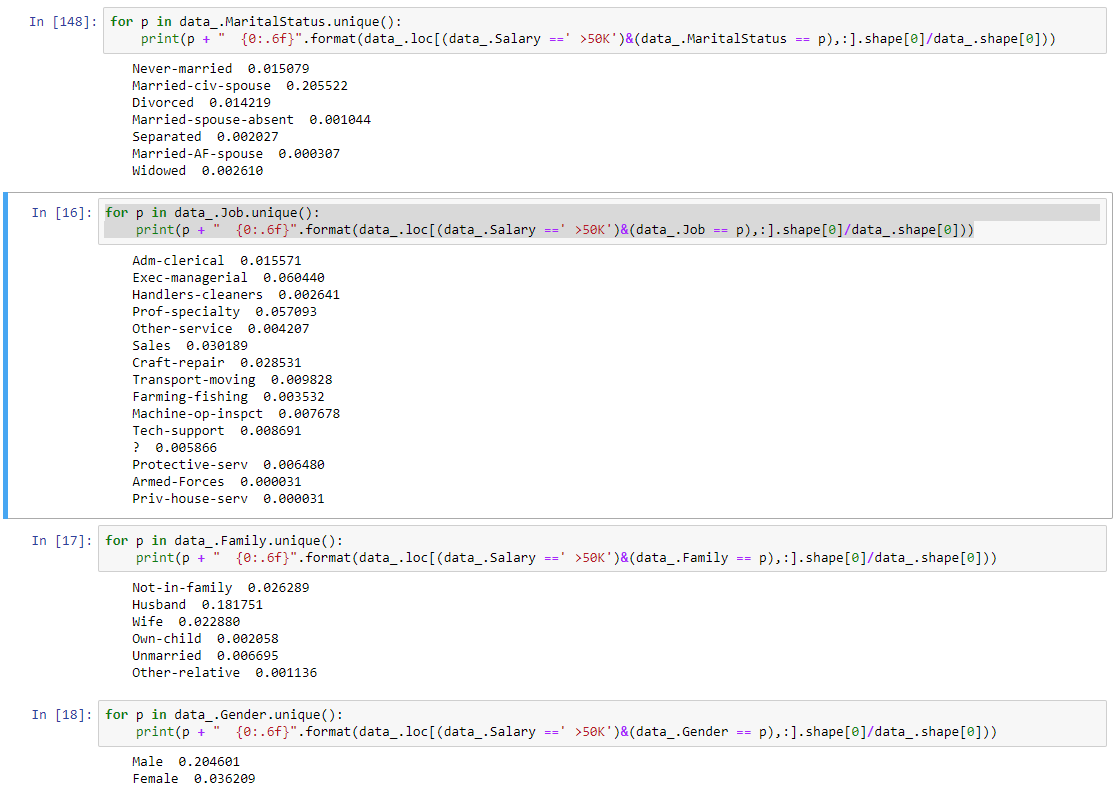 In [148]: for p in data_.MaritalStatus.unique():
    print(p + "  {0:.6f}".format(data_.loc[(data_.Salary ==' >50K')&(data_.MaritalStatus == p),:].shape[0]/data_.shape[0]))
Never-married  0.015079
Married-civ-spouse  0.205522
Divorced  0.014219
Married-spouse-absent  0.001044
Separated  0.002027
Married-AF-spouse  0.000307
Widowed  0.002610
In [16]: for p in data_.Job.unique():
    print(p + "  {0:.6f}".format(data_.loc[(data_.Salary ==' >50K')&(data_.Job == p),:].shape[0]/data_.shape[0]))
Adm-clerical  0.015571
Exec-managerial  0.060440
Handlers-cleaners  0.002641
Prof-specialty  0.057093
Other-service  0.004207
Sales  0.030189
Craft-repair  0.028531
Transport-moving  0.009828
Farming-fishing  0.003532
Machine-op-inspct  0.007678
Tech-support  0.008691
?  0.005866
Protective-serv  0.006480
Armed-Forces  0.000031
Priv-house-serv  0.000031
In [17]: for p in data_.Family.unique():
    print(p + "  {0:.6f}".format(data_.loc[(data_.Salary ==' >50K')&(data_.Family == p),:].shape[0]/data_.shape[0]))
Not-in-family  0.026289
Husband  0.181751
Wife  0.022880
Own-child  0.002058
Unmarried  0.006695
Other-relative  0.001136
In [18]: for p in data_.Gender.unique():
    print(p + "  {0:.6f}".format(data_.loc[(data_.Salary ==' >50K')&(data_.Gender == p),:].shape[0]/data_.shape[0]))
Male  0.204601
Female  0.036209